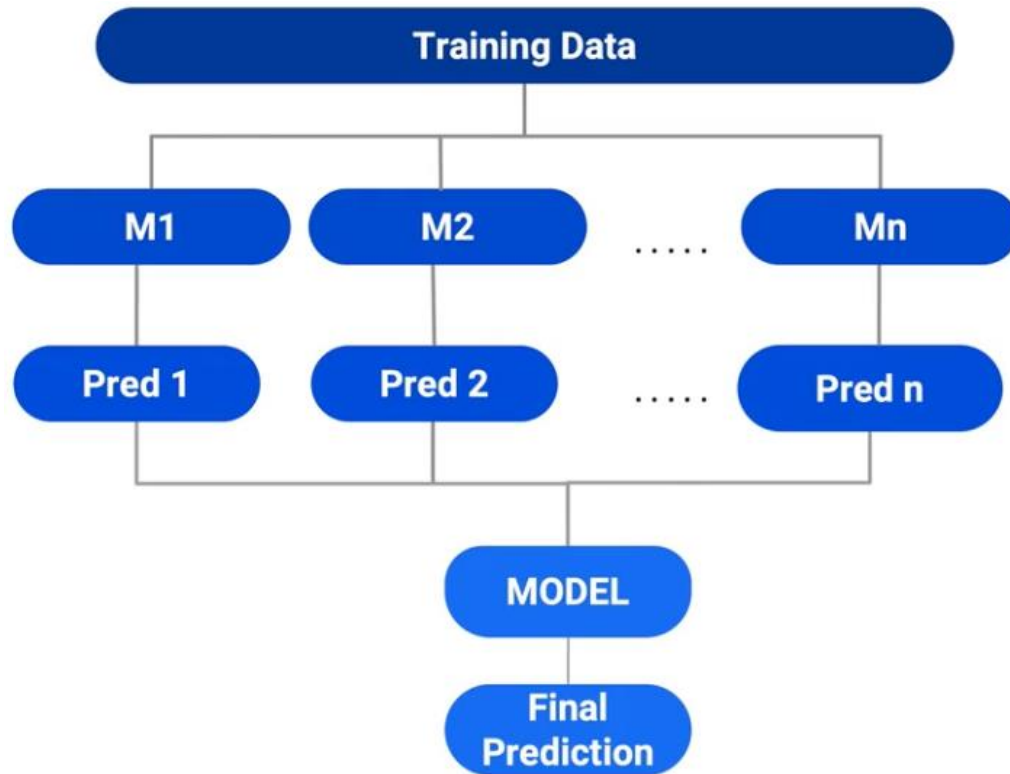 Training Data
M1
M2
.....
Mn
Pred 1
Pred 2
.....
Pred n
MODEL
Final
Prediction